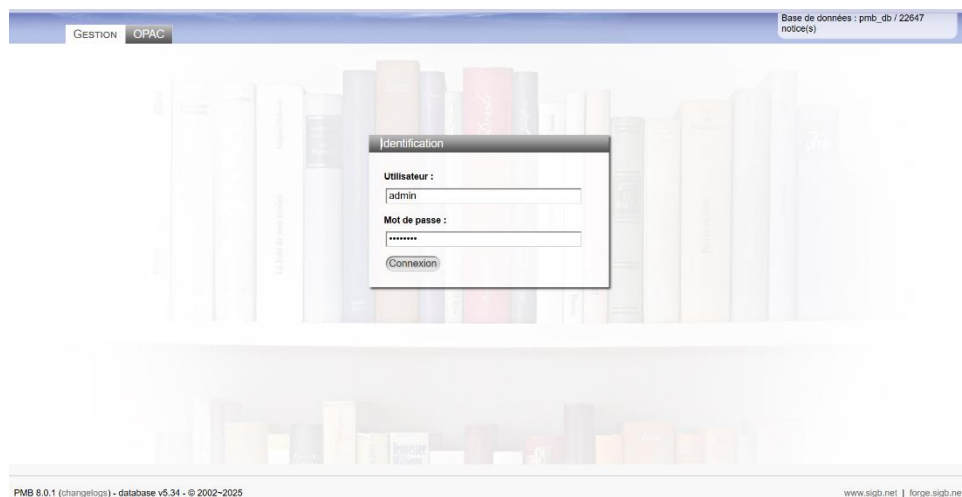 GESTION OPAC
Base de données : pmb_db / 22647
notice(s)
Identification
Utilisateur :
admin
Mot de passe :
••••••••
Connexion
PMB 8.0.1 (changelogs) - database v5.34 - © 2002~2025
www.sigb.net | forge.sigb.ne